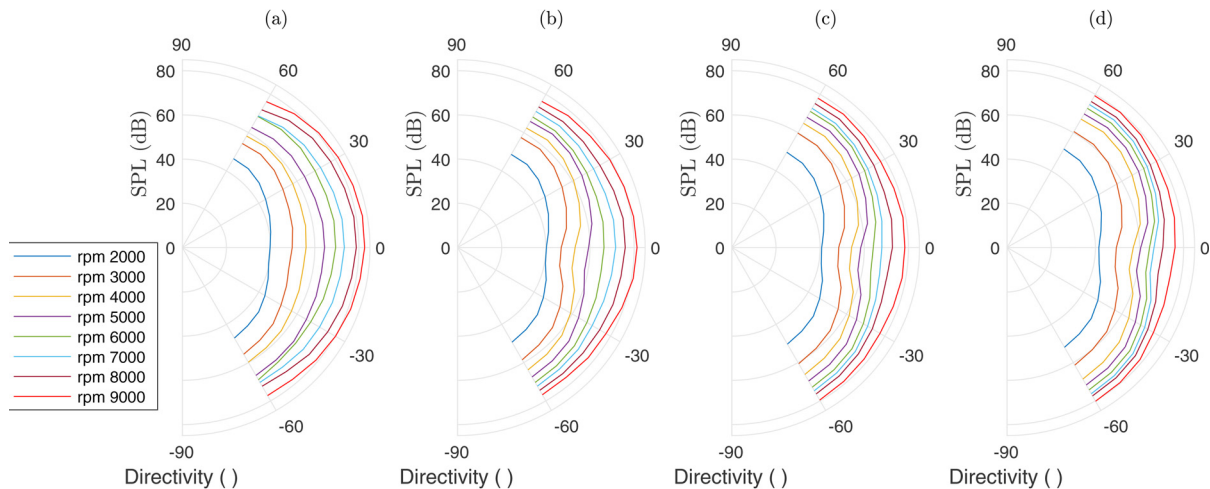 (a) (b) (c) (d)
90 90 90 90
60 60 60 60
80 80 80 80
60 60 60 60
30 30 30 30
SPL (dB) SPL (dB) SPL (dB) SPL (dB)
40 40 40 40
20 20 20 20
0 0 0 0 0 0 0 0
rpm 2000
rpm 3000
rpm 4000
rpm 5000
rpm 6000
rpm 7000
rpm 8000
rpm 9000
-30 -30 -30 -30
-60 -60 -60 -60
-90 -90 -90 -90
Directivity ( ) Directivity ( ) Directivity ( ) Directivity ( )